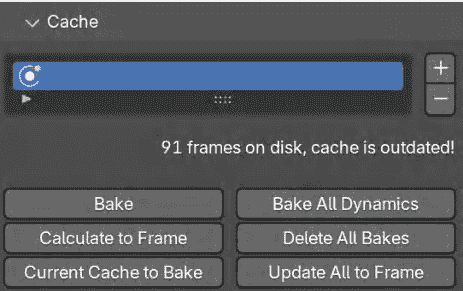 Cache
91 frames on disk, cache is outdated!
Bake
Bake All Dynamics
Calculate to Frame
Delete All Bakes
Current Cache to Bake
Update All to Frame